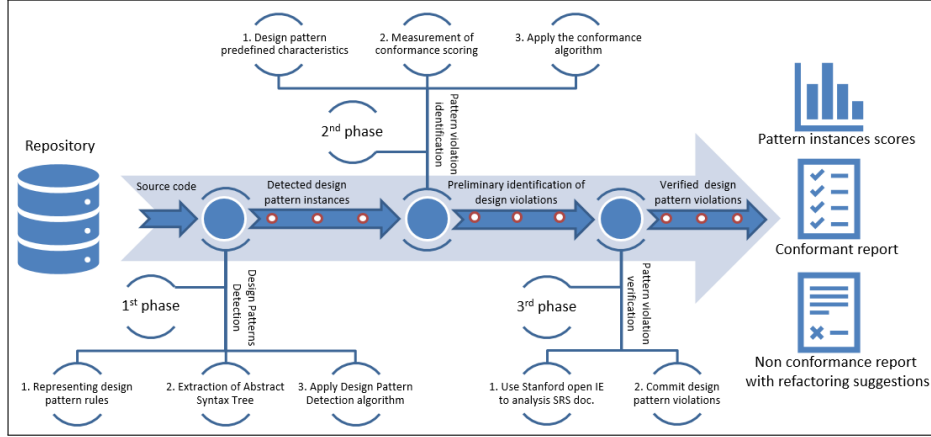 1. Design pattern
predefined characteristics
2. Measurement of
conformance scoring
3. Apply the conformance
algorithm
Pattern violation
identification
2nd phase
Repository
Source code
Detected design
pattern instances
Preliminary identification of
design violations
Verified design
pattern violations
Pattern instances scores
Conformant report
Non conformance report
with refactoring suggestions
1st phase
Design Patterns
Detection
3rd phase
Pattern violation
verification
1. Representing design
pattern rules
2. Extraction of Abstract
Syntax Tree
3. Apply Design Pattern
Detection algorithm
1. Use Stanford open IE
to analysis SRS doc.
2. Commit design
pattern violations